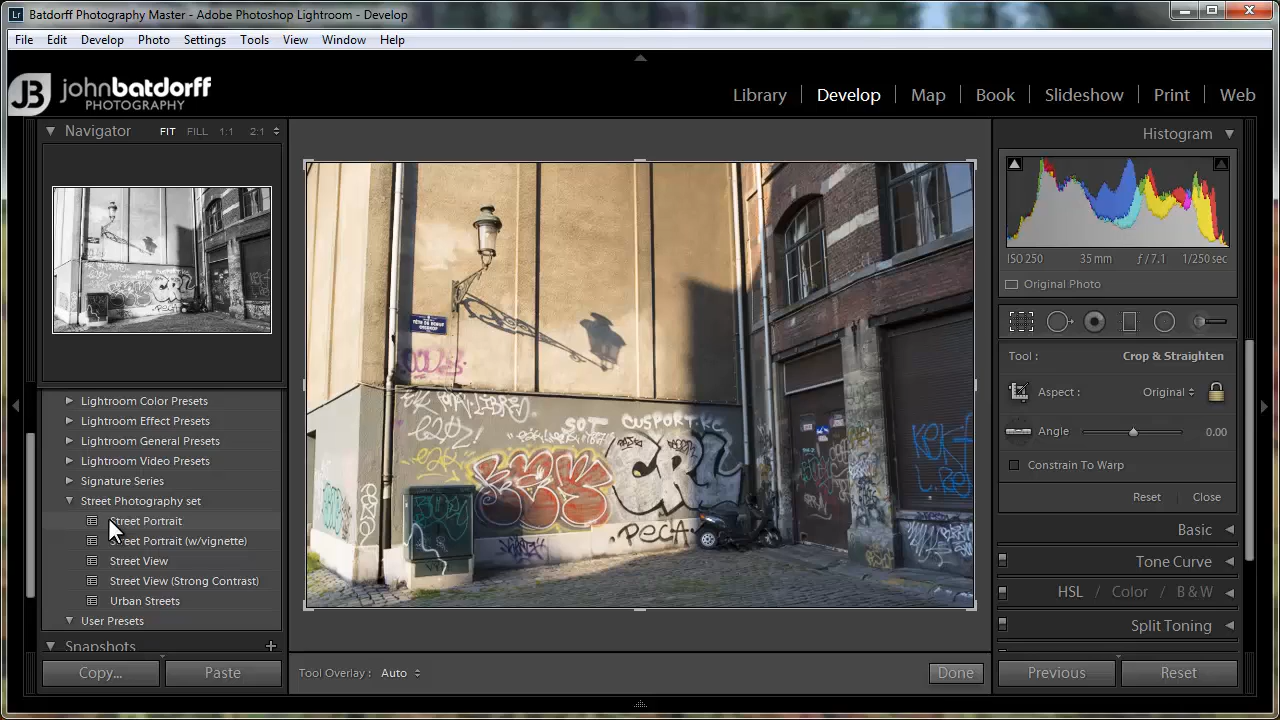 Lr Batdorff Photography Master - Adobe Photoshop Lightroom - Develop
File Edit Develop Photo Settings Tools View Window Help
JB johnbatdorff
PHOTOGRAPHY
Library | Develop | Map | Book | Slideshow | Print | Web
Navigator FIT FILL 1:1 2:1
Lightroom Color Presets
Lightroom Effect Presets
Lightroom General Presets
Lightroom Video Presets
Signature Series
Street Photography set
Street Portrait
Street Portrait (w/vignette)
Street View
Street View (Strong Contrast)
Urban Streets
User Presets
Snapshots +
Copy... Paste
CRL
PECA
Tool Overlay : Auto
Done
Histogram
ISO 250 35 mm ƒ / 7.1 1/250 sec
Original Photo
Tool : Crop & Straighten
Aspect : Original
Angle 0.00
Constrain To Warp
Reset Close
Basic
Tone Curve
HSL / Color / B & W
Split Toning
Previous Reset